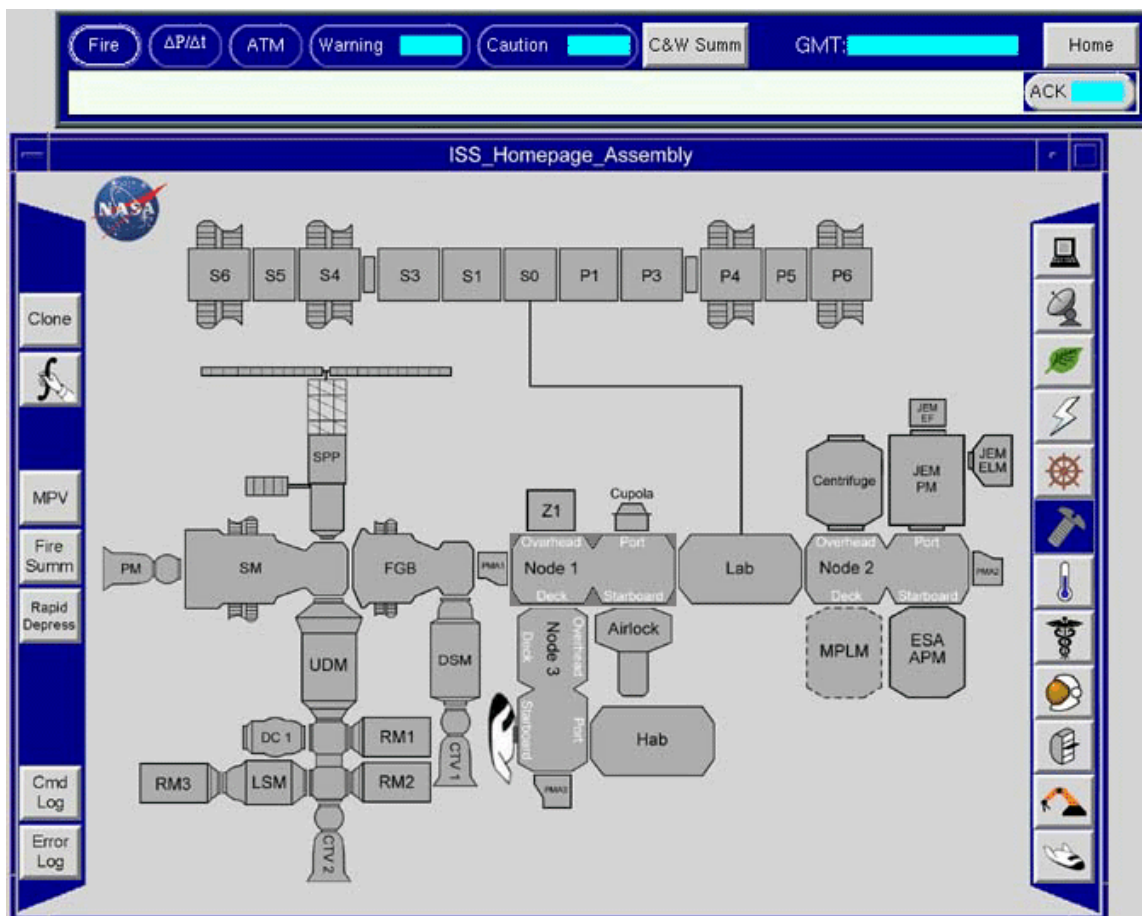 Fire ΔP/Δt ATM Warning Caution C&W Summ GMT: Home
ACK
ISS_Homepage_Assembly
NASA
S6 S5 S4 S3 S1 S0 P1 P3 P4 P5 P6
Clone
MPV
Fire
Summ
Rapid
Depress
Cmd
Log
Error
Log
SPP
JEM
EF
JEM
PM
JEM
ELM
Centrifuge
Z1
Cupola
PM
SM
FGB
PMA1
Overhead Port
Node 1
Deck Starboard
Lab
Overhead Port
Node 2
Deck Starboard
PMA2
UDM
DSM
Deck
Node 3
Overhead
Starboard
Port
Airlock
MPLM
ESA
APM
DC 1
RM1
CTV 1
Hab
RM3
LSM
RM2
PMA3
CTV 2